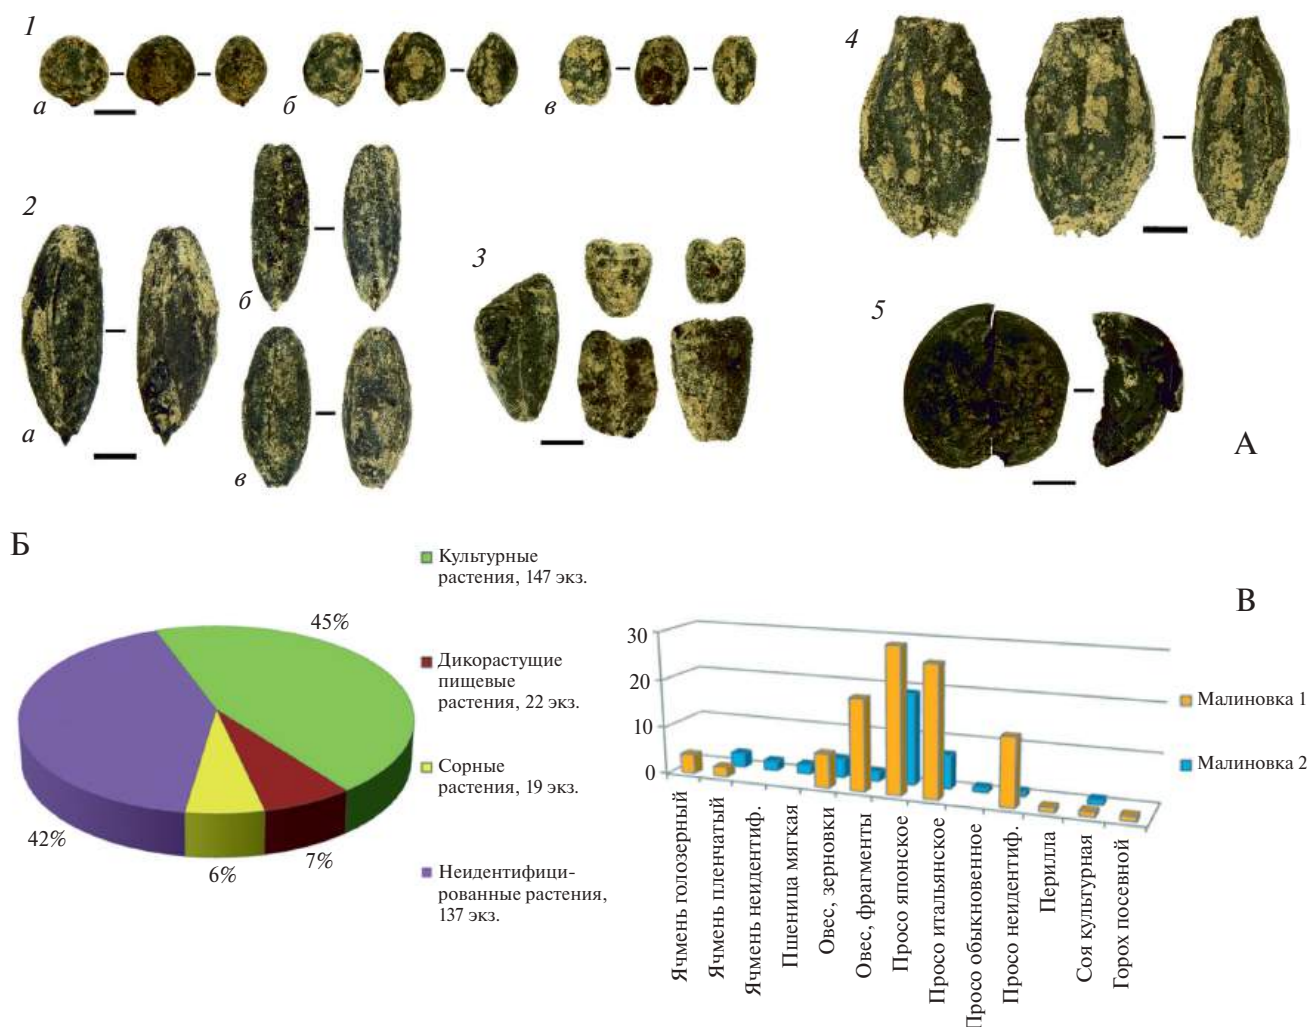 1
а
б
в
2
а
б
в
3
4
5
А
Б
45%
7%
6%
42%
Культурные
растения, 147 экз.
Дикорастущие
пищевые
растения, 22 экз.
Сорные
растения, 19 экз.
Неидентифици-
рованные растения,
137 экз.
В
30
20
10
0
Ячмень голозерный
Ячмень пленчатый
Ячмень неидентиф.
Пшеница мягкая
Овес, зерновки
Овес, фрагменты
Просо японское
Просо итальянское
Просо обыкновенное
Просо неидентиф.
Перилла
Соя культурная
Горох посевной
Малиновка 1
Малиновка 2